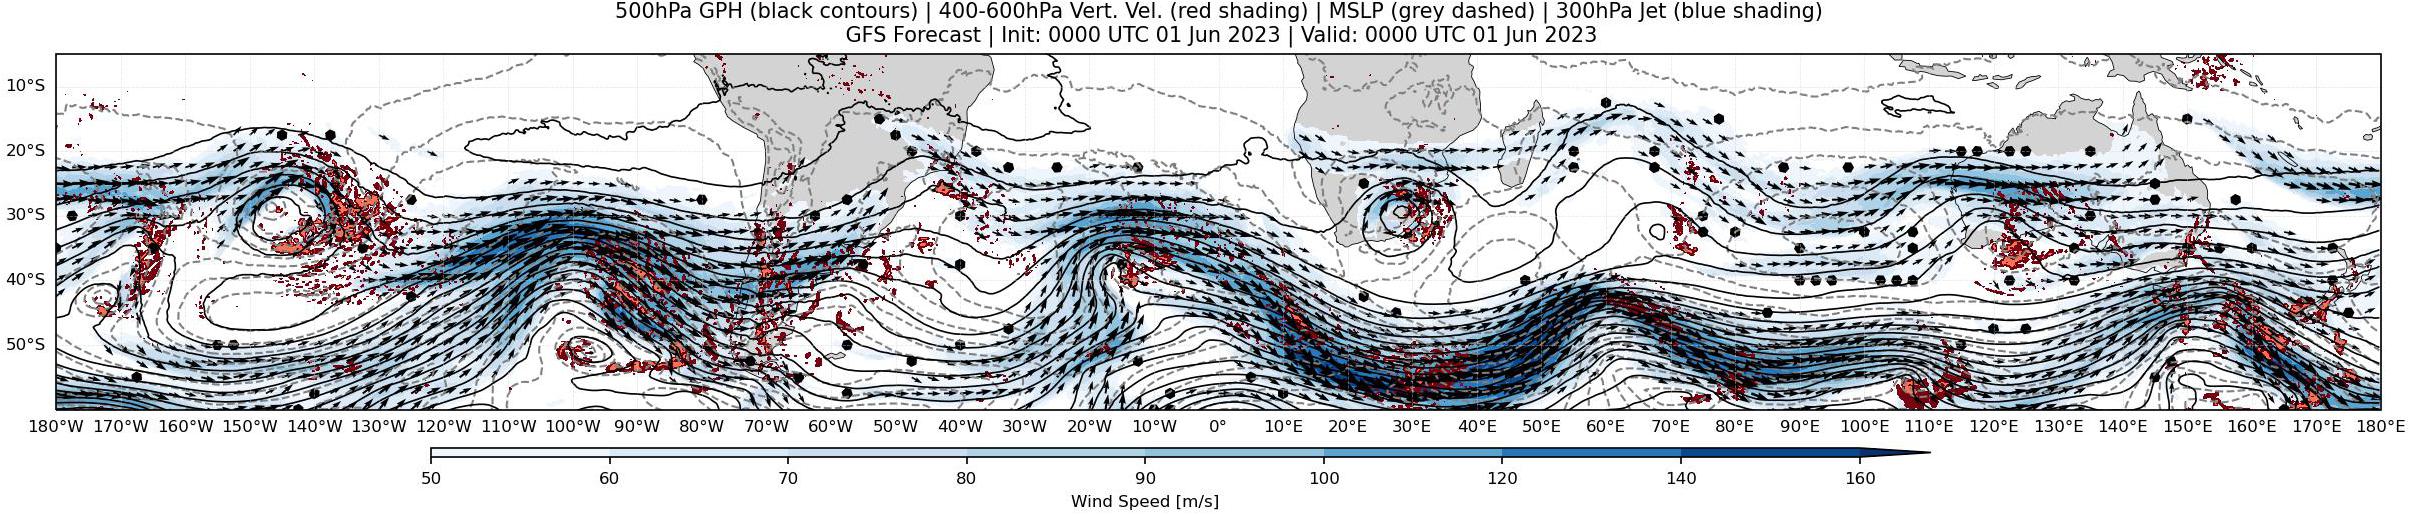 500hPa GPH (black contours) | 400-600hPa Vert. Vel. (red shading) | MSLP (grey dashed) | 300hPa Jet (blue shading)
GFS Forecast | Init: 0000 UTC 01 Jun 2023 | Valid: 0000 UTC 01 Jun 2023
10°S
20°S
30°S
40°S
50°S
180°W 170°W 160°W 150°W 140°W 130°W 120°W 110°W 100°W 90°W 80°W 70°W 60°W 50°W 40°W 30°W 20°W 10°W 0° 10°E 20°E 30°E 40°E 50°E 60°E 70°E 80°E 90°E 100°E 110°E 120°E 130°E 140°E 150°E 160°E 170°E 180°E
50 60 70 80 90 100 120 140 160
Wind Speed [m/s]